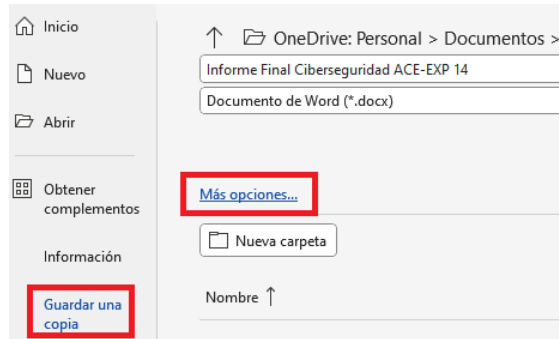 Inicio
Nuevo
Abrir
Obtener
complementos
Información
Guardar una
copia
OneDrive: Personal > Documentos >
Informe Final Ciberseguridad ACE-EXP 14
Documento de Word (*.docx)
Más opciones...
Nueva carpeta
Nombre ↑